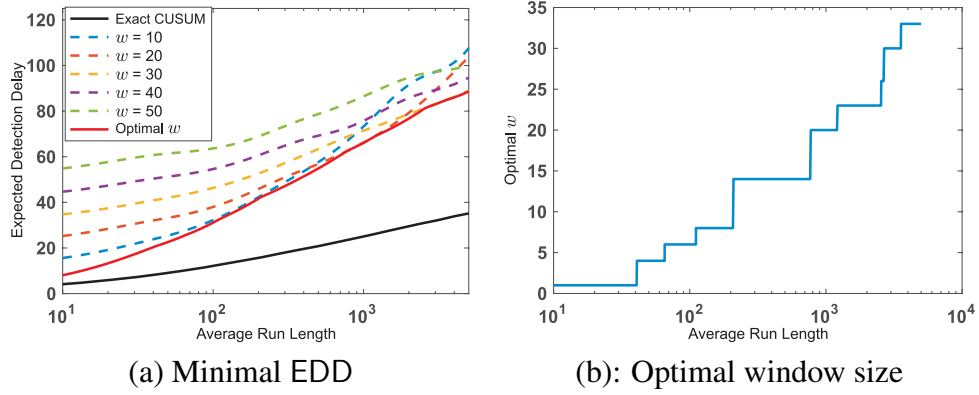 Exact CUSUM
w = 10
w = 20
w = 30
w = 40
w = 50
Optimal w
Expected Detection Delay
120
100
80
60
40
20
0
10^1
10^2
10^3
Average Run Length
(a) Minimal EDD
Optimal w
35
30
25
20
15
10
5
0
10^1
10^2
10^3
10^4
Average Run Length
(b): Optimal window size